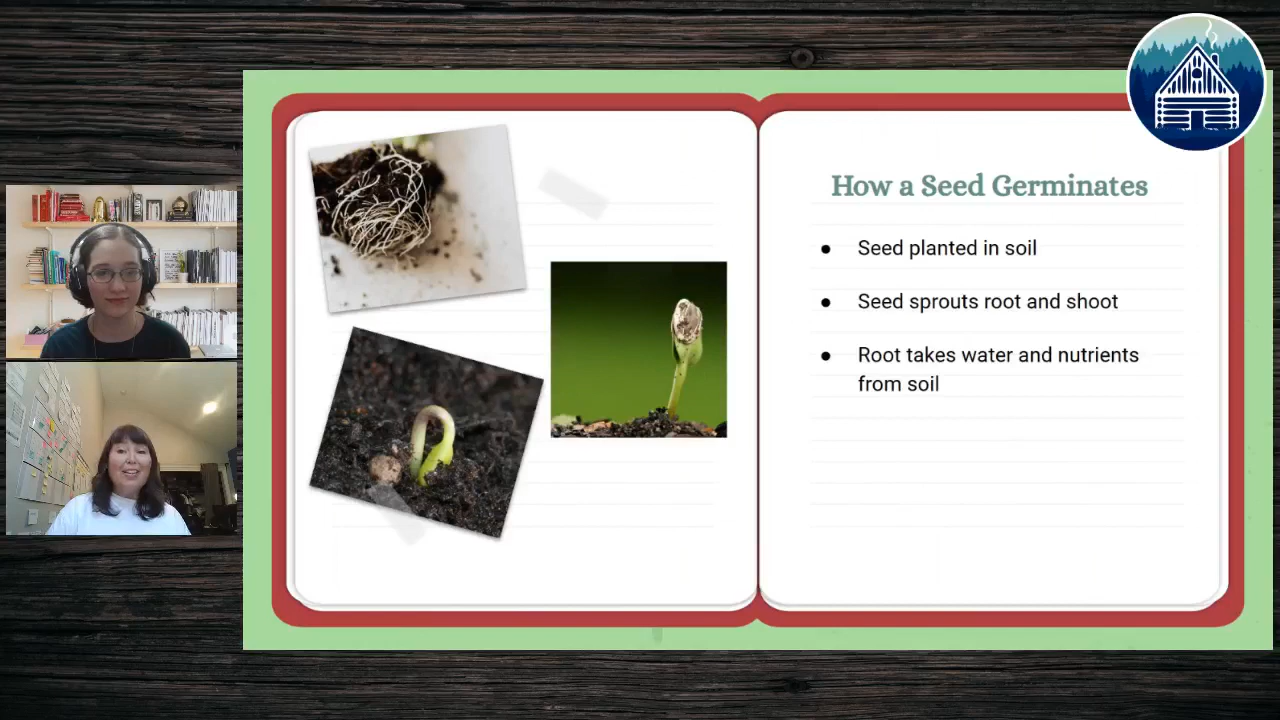 How a Seed Germinates
● Seed planted in soil
● Seed sprouts root and shoot
● Root takes water and nutrients
from soil